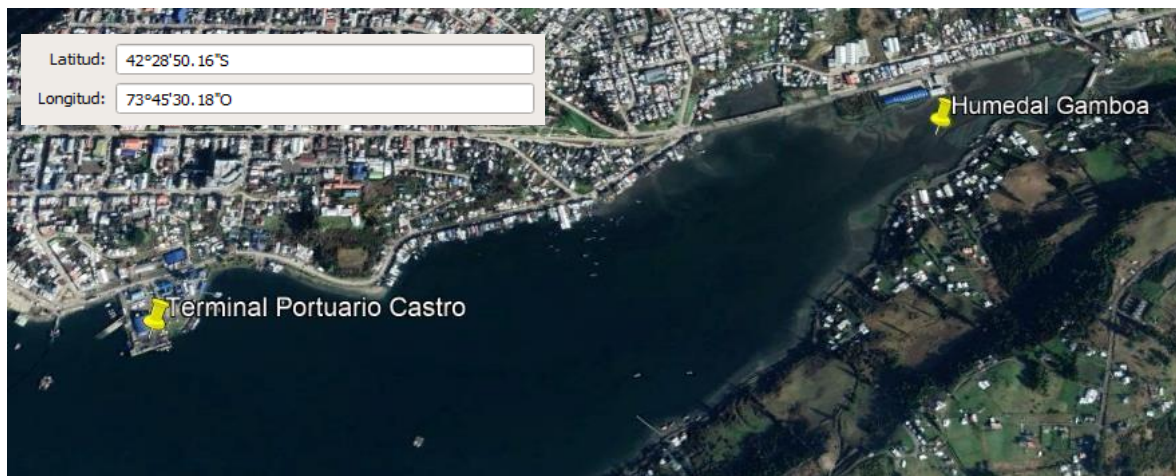 Latitud: 42°28'50.16"S
Longitud: 73°45'30.18"O
Humedal Gamboa
Terminal Portuario Castro